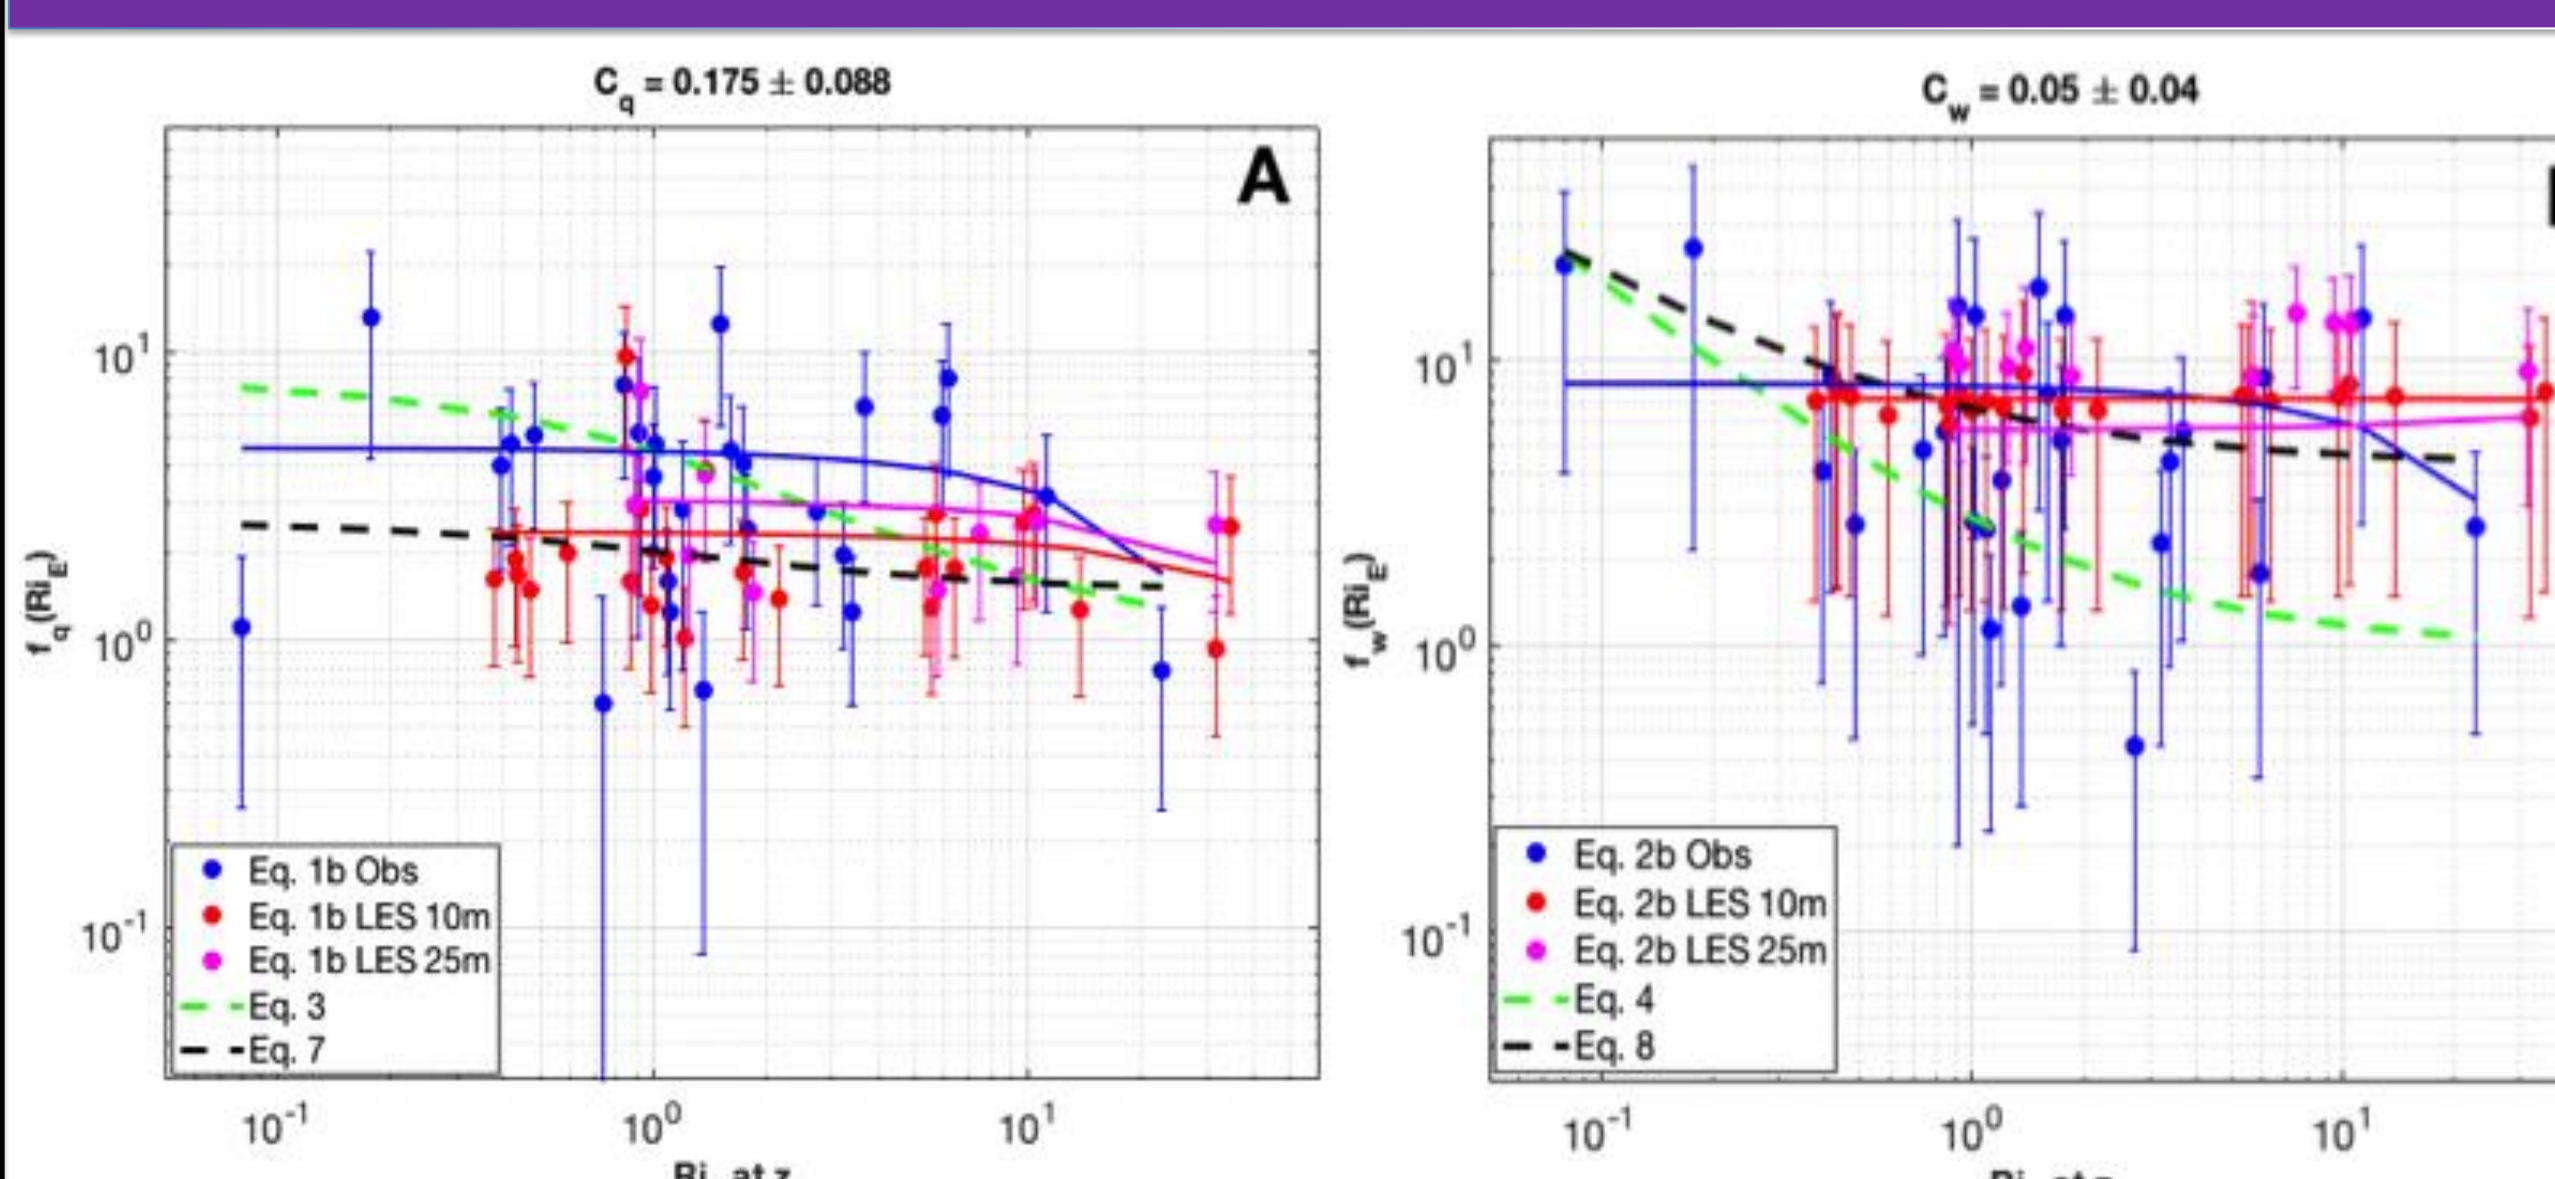 C_q = 0.175 ± 0.088
A
f_q(Ri_E)
10^1
10^0
10^-1
Eq. 1b Obs
Eq. 1b LES 10m
Eq. 1b LES 25m
Eq. 3
Eq. 7
10^-1
10^0
10^1
C_w = 0.05 ± 0.04
f_w(Ri_E)
10^1
10^0
10^-1
Eq. 2b Obs
Eq. 2b LES 10m
Eq. 2b LES 25m
Eq. 4
Eq. 8
10^-1
10^0
10^1